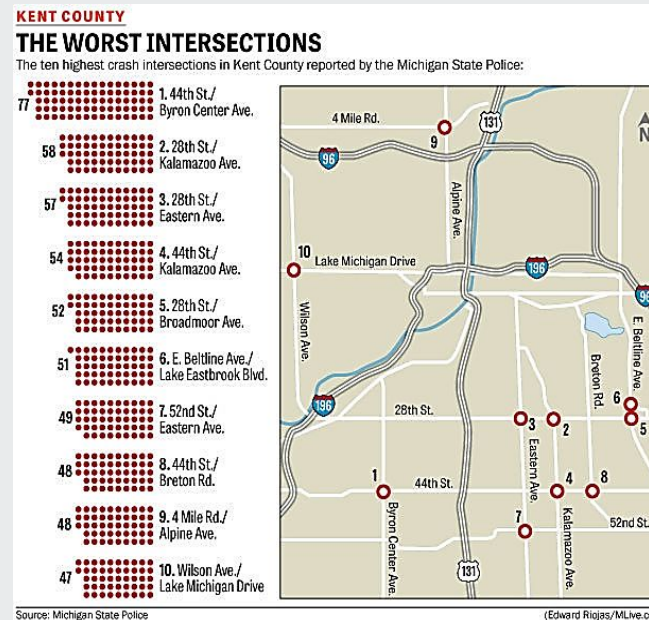 KENT COUNTY
THE WORST INTERSECTIONS
The ten highest crash intersections in Kent County reported by the Michigan State Police:
77
1. 44th St./
Byron Center Ave.
58
2. 28th St./
Kalamazoo Ave.
57
3. 28th St./
Eastern Ave.
54
4. 44th St./
Kalamazoo Ave.
52
5. 28th St./
Broadmoor Ave.
51
6. E. Beltline Ave./
Lake Eastbrook Blvd.
49
7. 52nd St./
Eastern Ave.
48
8. 44th St./
Breton Rd.
48
9. 4 Mile Rd./
Alpine Ave.
47
10. Wilson Ave./
Lake Michigan Drive
4 Mile Rd.
9
131
N
96
Alpine Ave.
10
Lake Michigan Drive
196
96
Wilson Ave.
E. Beltline Ave.
Breton Rd.
196
28th St.
6
3
2
5
1
44th St.
Eastern Ave.
4
8
Byron Center Ave.
7
Kalamazoo Ave.
52nd St.
131
Source: Michigan State Police
(Edward Riojas/MLive.c